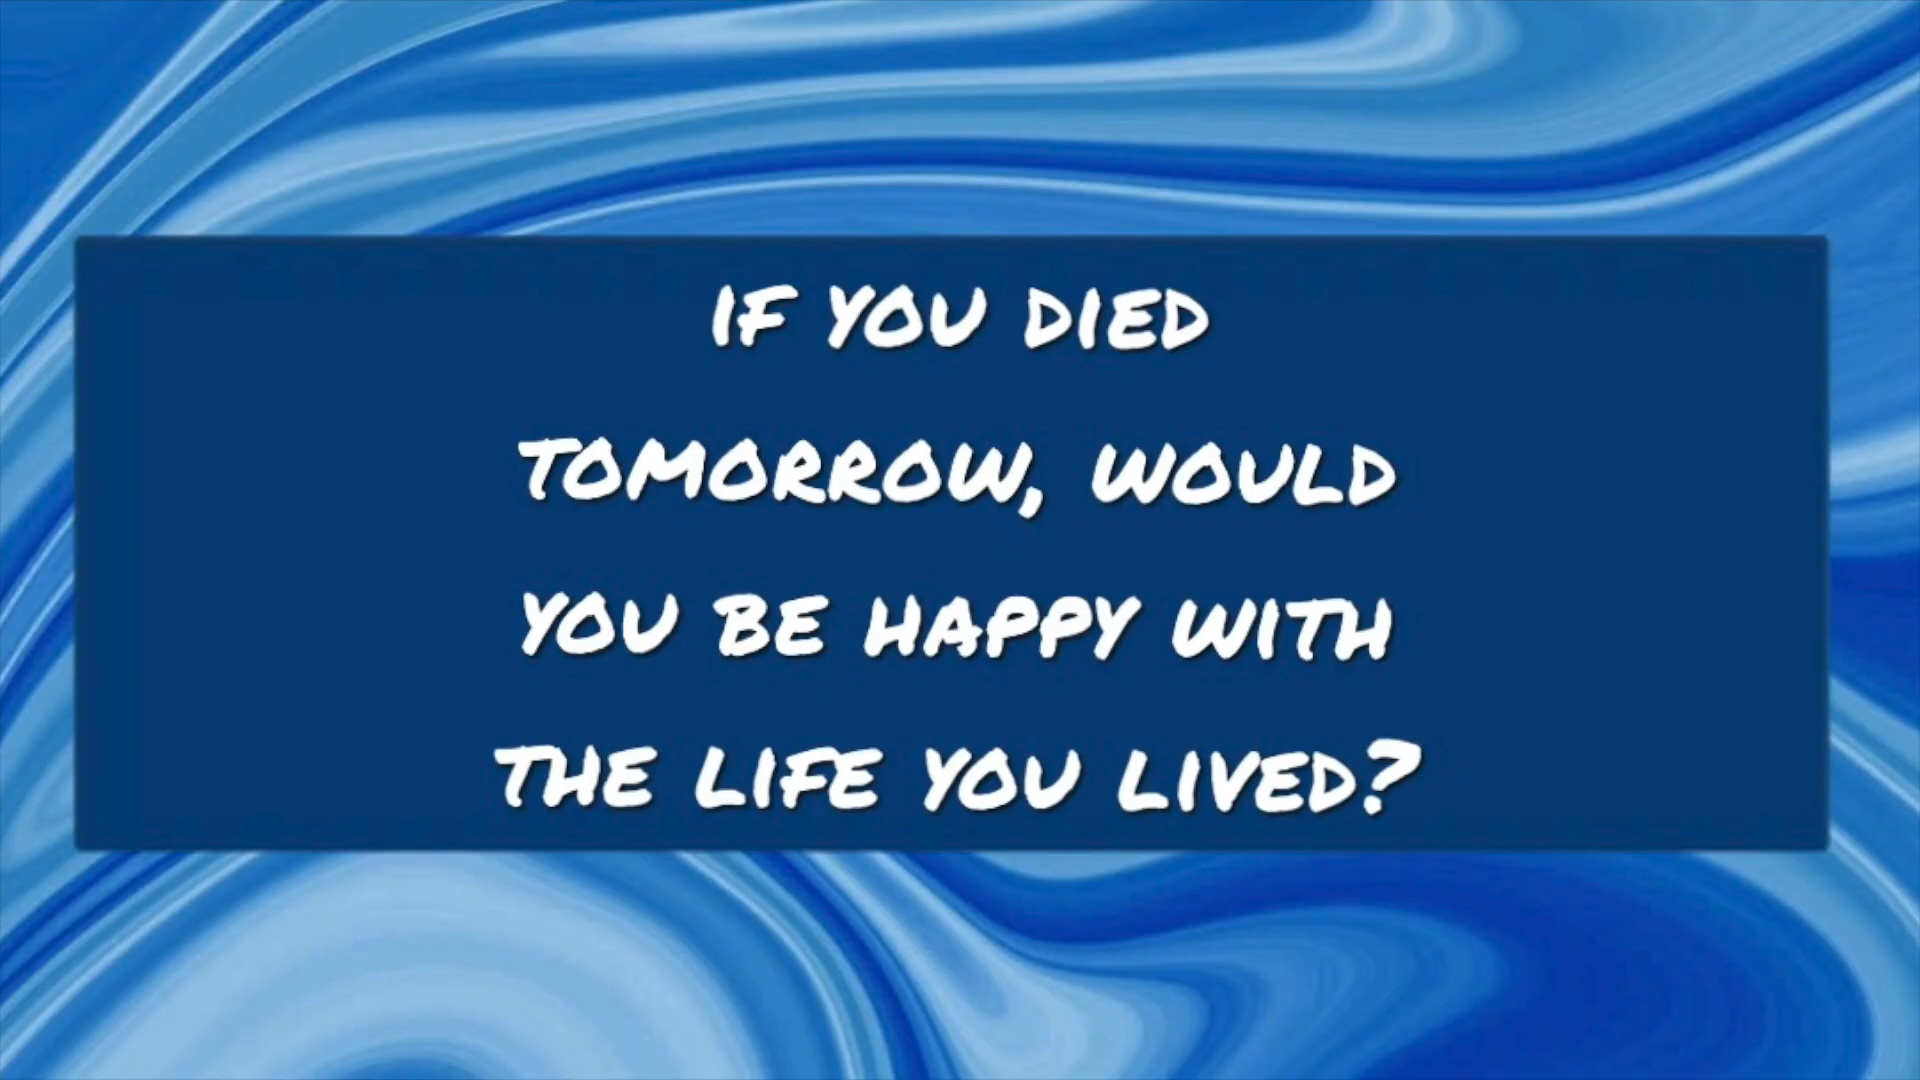 IF YOU DIED
TOMORROW, WOULD
YOU BE HAPPY WITH
THE LIFE YOU LIVED?